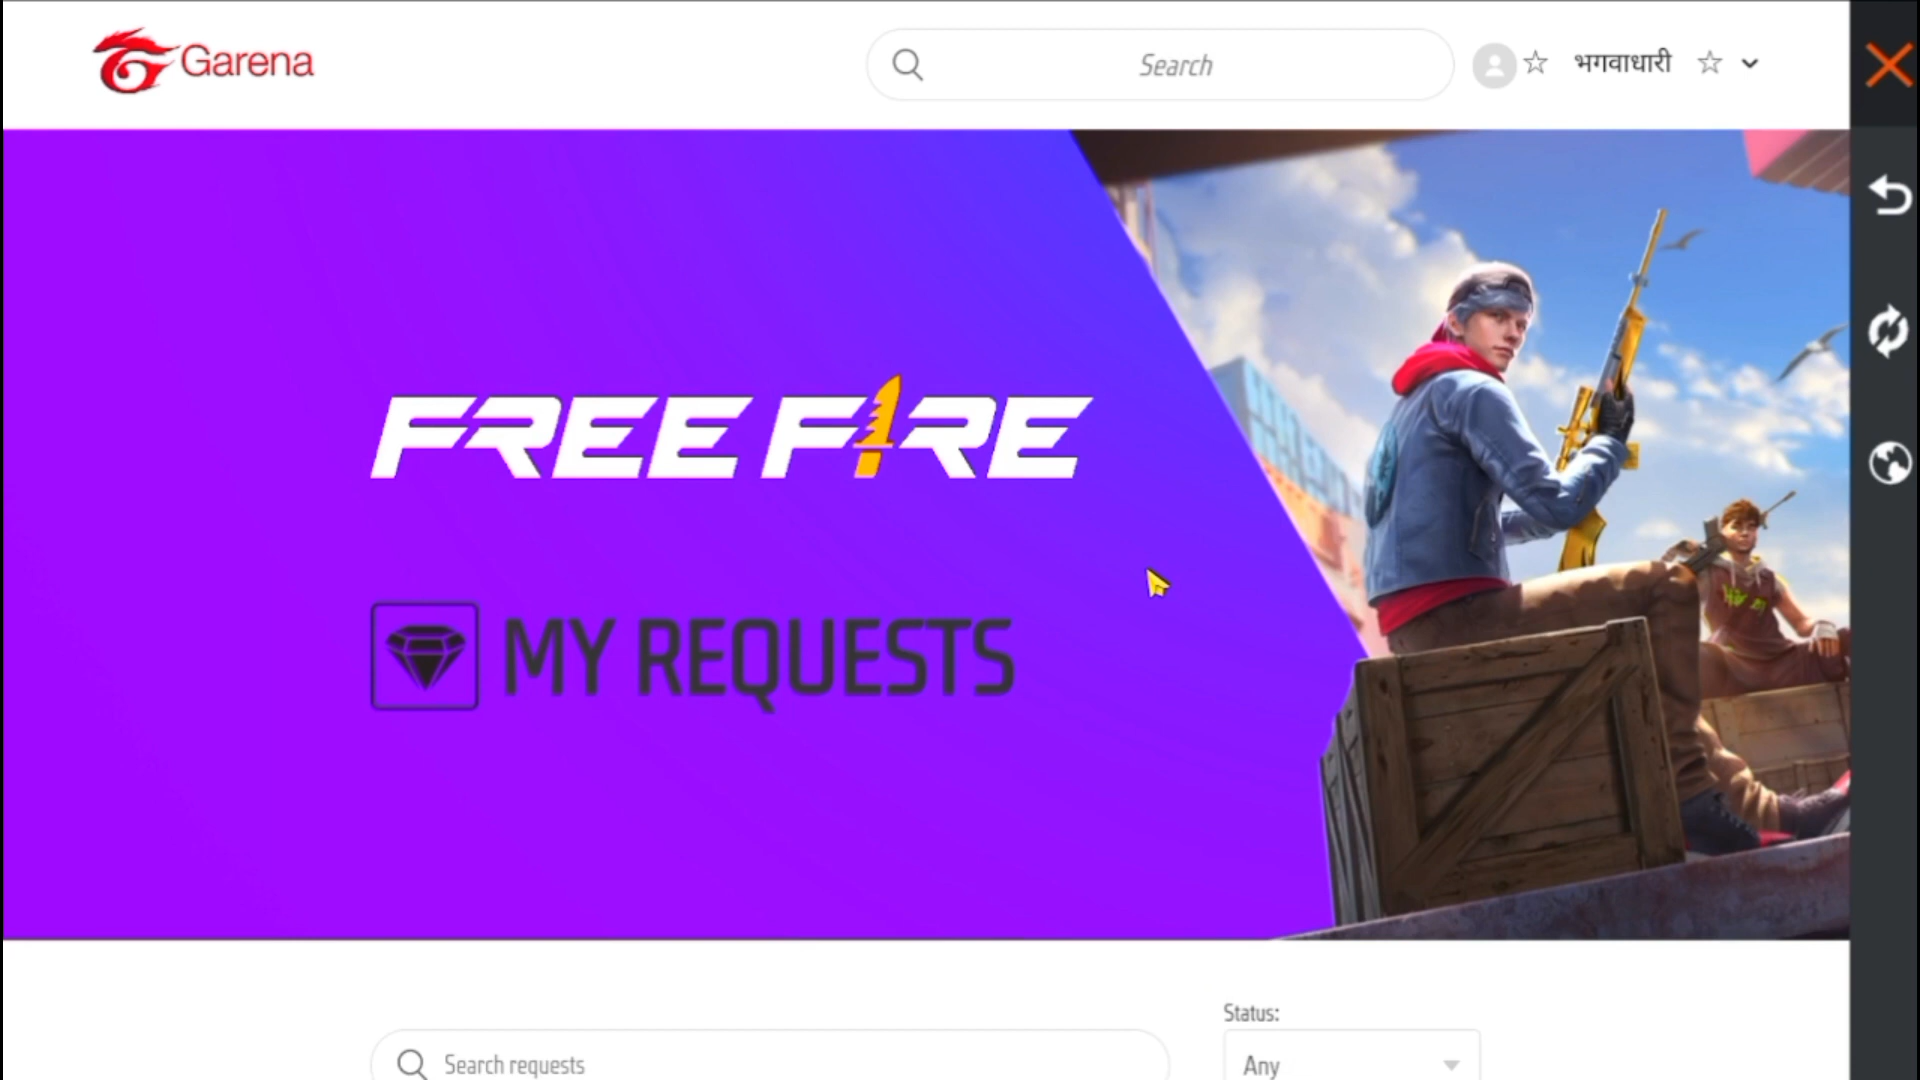 Garena
Search
☆ भगवाधारी ☆
FREE FIRE
MY REQUESTS
Status:
Search requests
Any